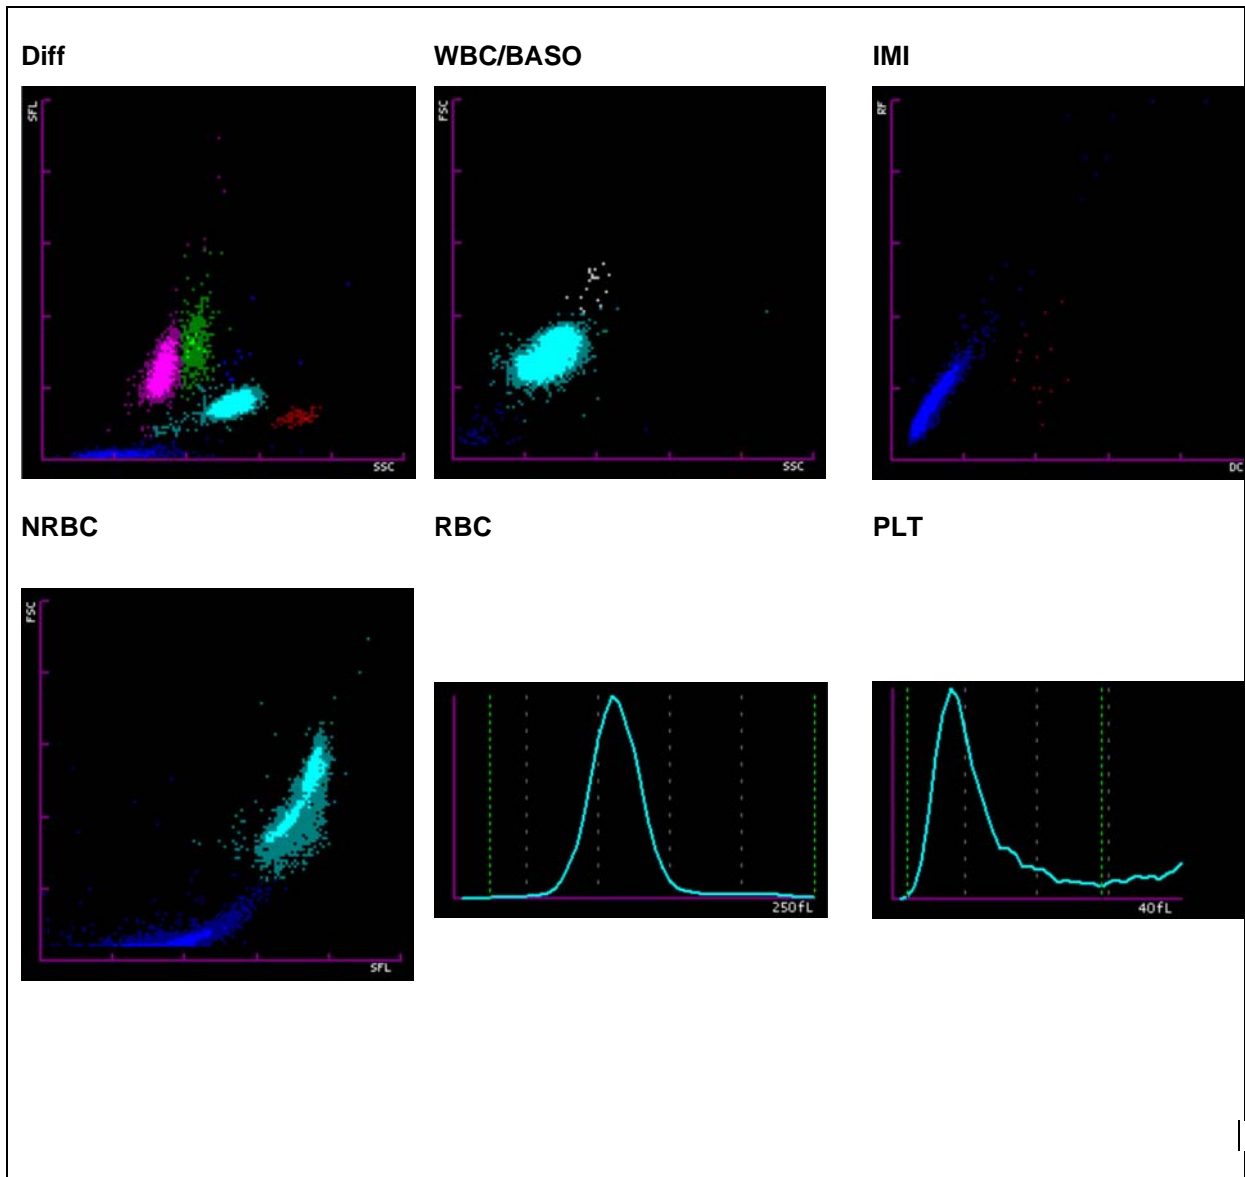 Diff WBC/BASO IMI
SFL FSC RF
SSC SSC DC
NRBC RBC PLT
FSC
250fL 40fL
SFL